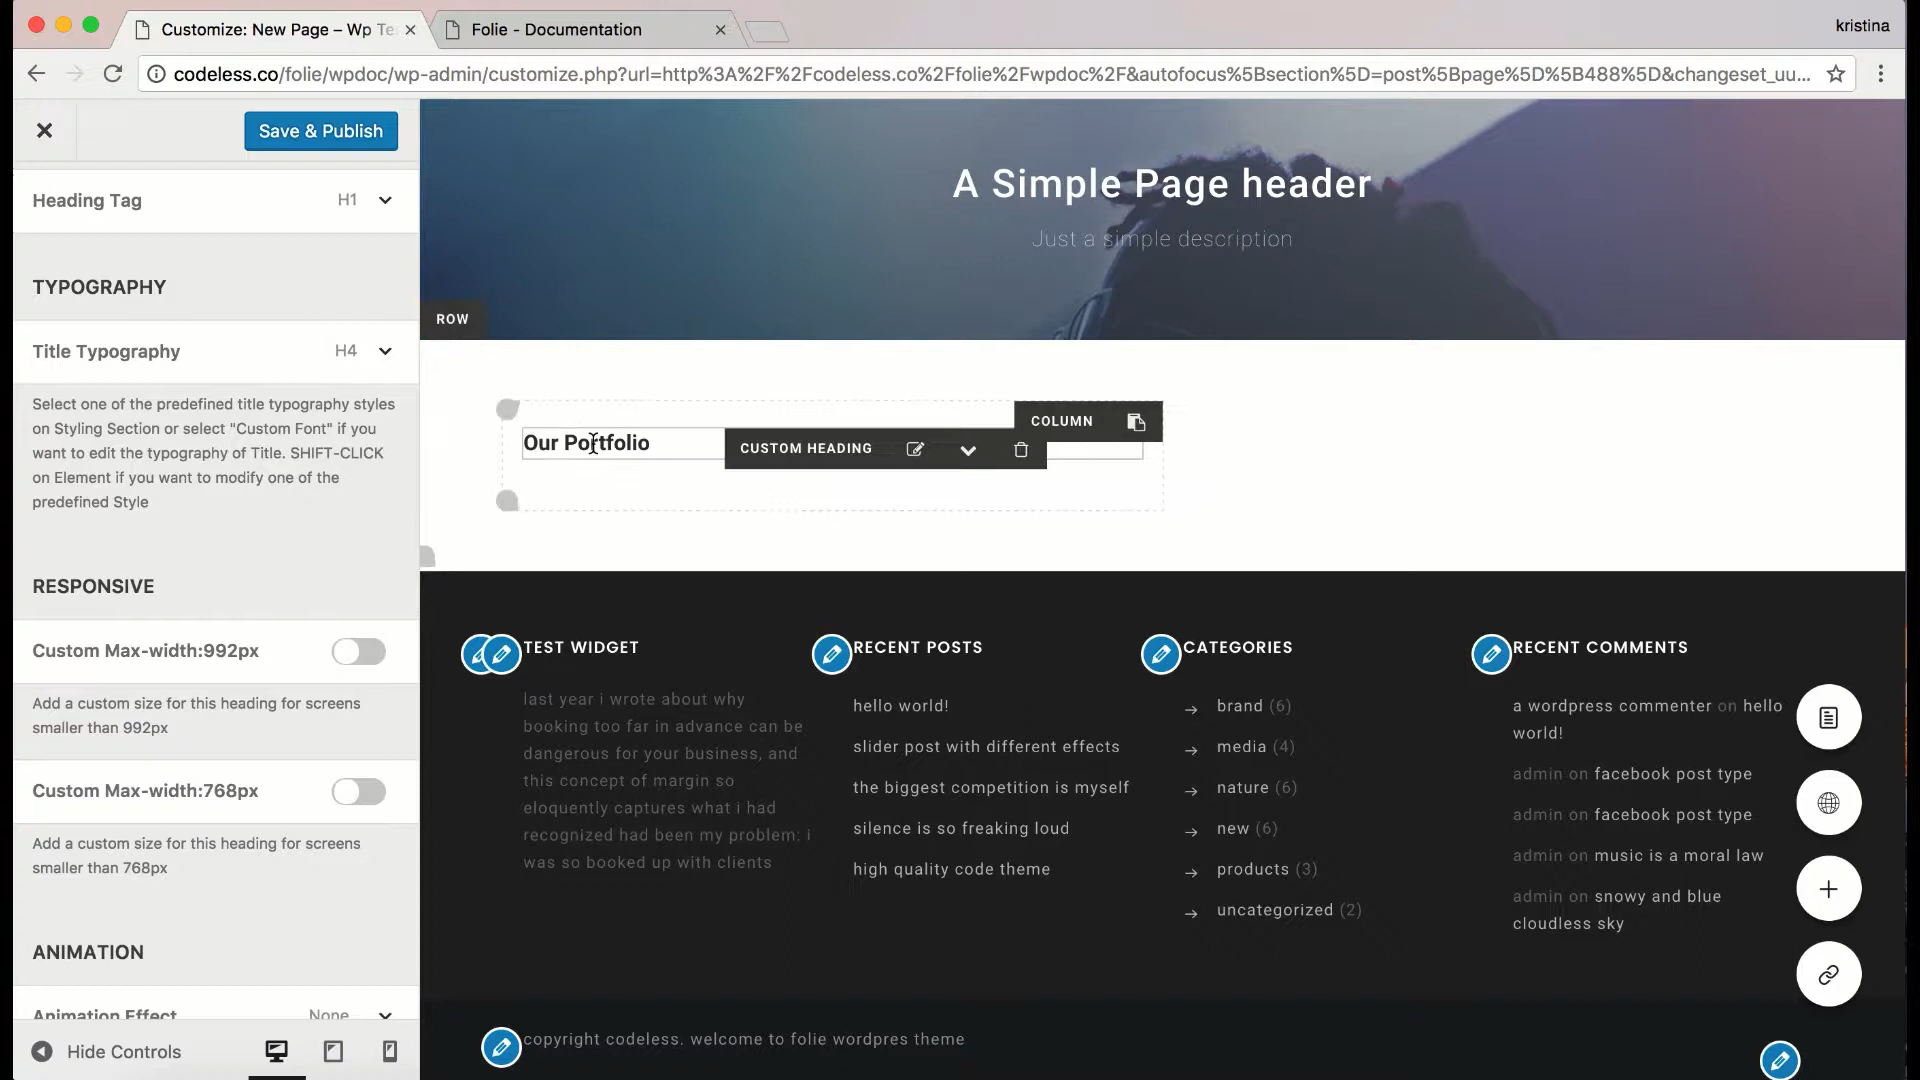 Customize: New Page – Wp Te
Folie - Documentation
kristina
codeless.co/folie/wpdoc/wp-admin/customize.php?url=http%3A%2F%2Fcodeless.co%2Ffolie%2Fwpdoc%2F&autofocus%5Bsection%5D=post%5Bpage%5D%5B488%5D&changeset_uu...
Save & Publish
Heading Tag H1
TYPOGRAPHY
Title Typography H4
Select one of the predefined title typography styles
on Styling Section or select "Custom Font" if you
want to edit the typography of Title. SHIFT-CLICK
on Element if you want to modify one of the
predefined Style
RESPONSIVE
Custom Max-width:992px
Add a custom size for this heading for screens
smaller than 992px
Custom Max-width:768px
Add a custom size for this heading for screens
smaller than 768px
ANIMATION
Animation Effect None
Hide Controls
A Simple Page header
Just a simple description
ROW
COLUMN
Our Portfolio
CUSTOM HEADING
TEST WIDGET
last year i wrote about why
booking too far in advance can be
dangerous for your business, and
this concept of margin so
eloquently captures what i had
recognized had been my problem: i
was so booked up with clients
RECENT POSTS
hello world!
slider post with different effects
the biggest competition is myself
silence is so freaking loud
high quality code theme
CATEGORIES
→ brand (6)
→ media (4)
→ nature (6)
→ new (6)
→ products (3)
→ uncategorized (2)
RECENT COMMENTS
a wordpress commenter on hello
world!
admin on facebook post type
admin on facebook post type
admin on music is a moral law
admin on snowy and blue
cloudless sky
copyright codeless. welcome to folie wordpres theme